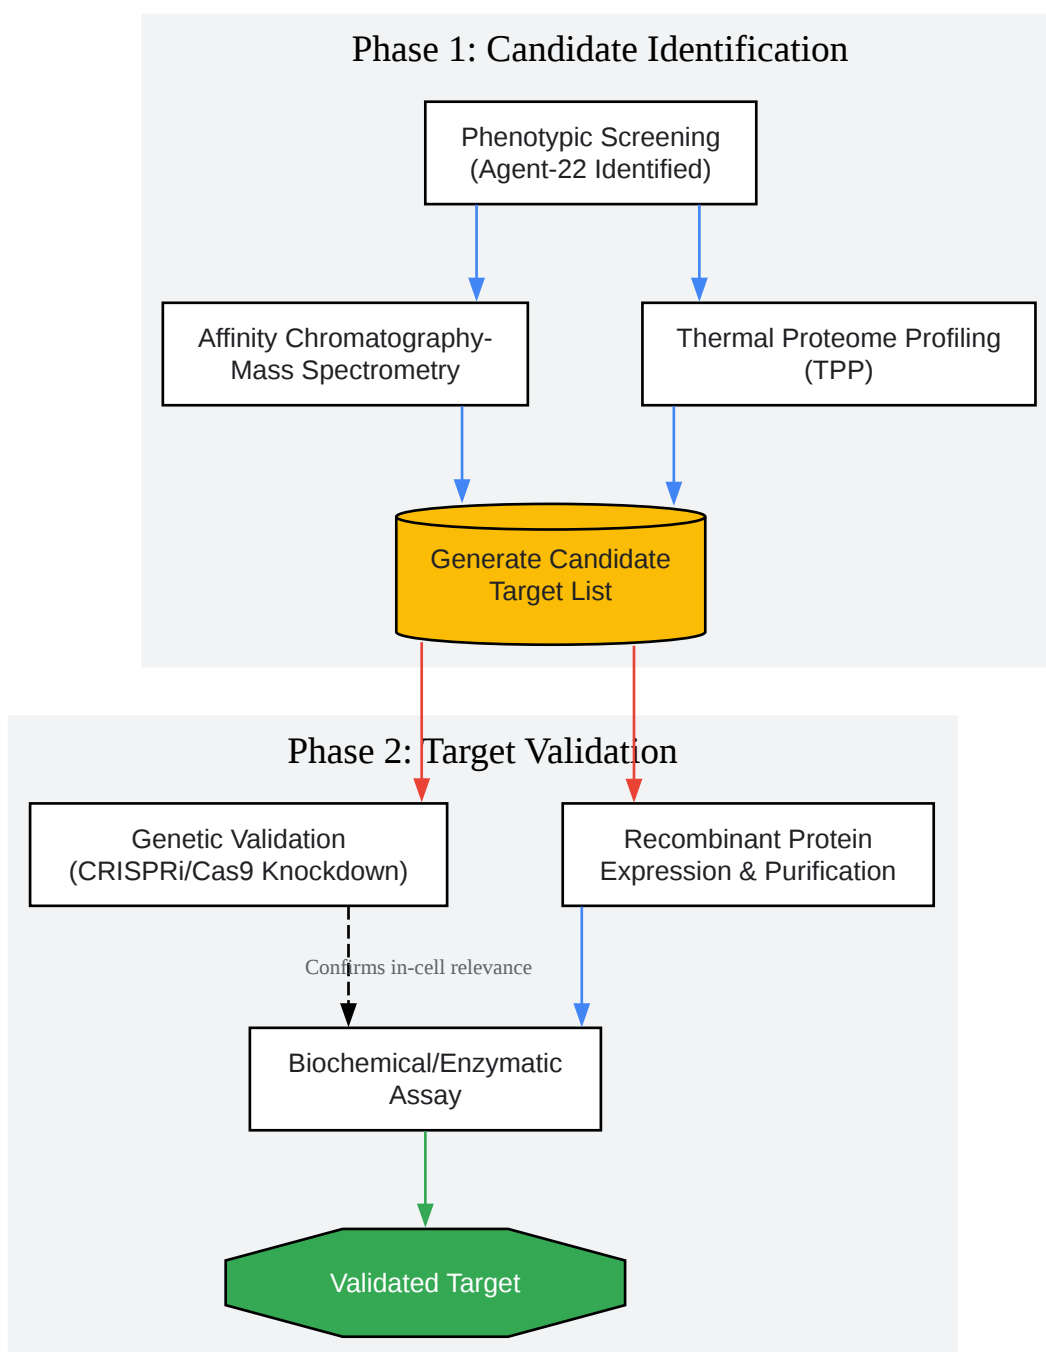 Phase 1: Candidate Identification
Phenotypic Screening
(Agent-22 Identified)
Affinity Chromatography-
Mass Spectrometry
Thermal Proteome Profiling
(TPP)
Generate Candidate
Target List
Phase 2: Target Validation
Genetic Validation
(CRISPRi/Cas9 Knockdown)
Recombinant Protein
Expression & Purification
Confirms in-cell relevance
Biochemical/Enzymatic
Assay
Validated Target